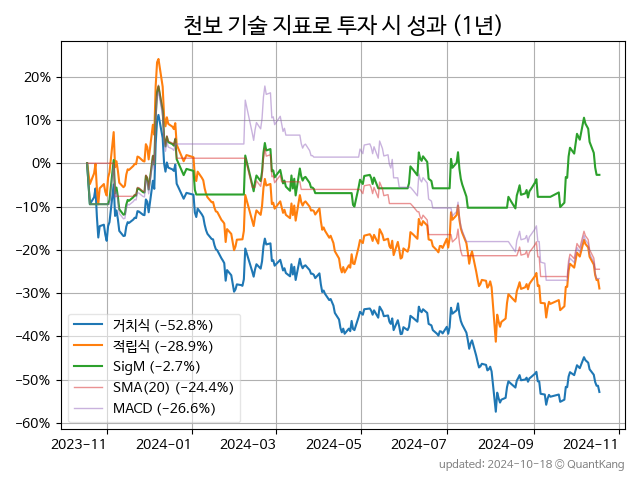 천보 기술 지표로 투자 시 성과 (1년)
20%
10%
0%
−10%
−20%
−30%
−40%
−50%
−60%
거치식 (−52.8%)
적립식 (−28.9%)
SigM (−2.7%)
SMA(20) (−24.4%)
MACD (−26.6%)
2023-11 2024-01 2024-03 2024-05 2024-07 2024-09 2024-11
updated: 2024-10-18 © QuantKang